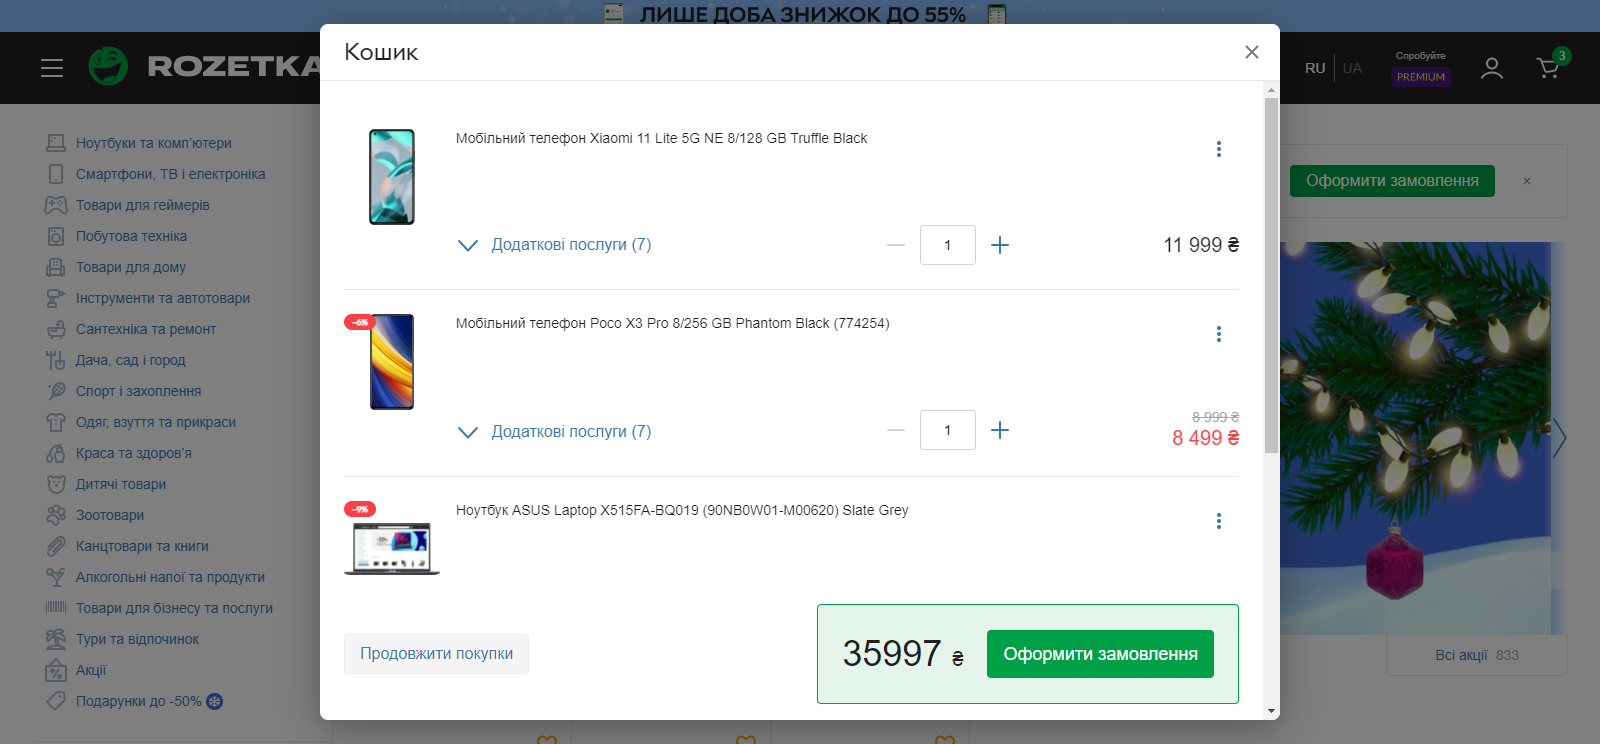 ЛИШЕ ДОБА ЗНИЖОК ДО 55%
ROZETKA
RU
UA
Спробуйте
PREMIUM
3
Кошик
Ноутбуки та комп'ютери
Смартфони, ТВ і електроніка
Товари для геймерів
Побутова техніка
Товари для дому
Інструменти та автотовари
Сантехніка та ремонт
Дача, сад і город
Спорт і захоплення
Одяг, взуття та прикраси
Краса та здоров'я
Дитячі товари
Зоотовари
Канцтовари та книги
Алкогольні напої та продукти
Товари для бізнесу та послуги
Тури та відпочинок
Акції
Подарунки до -50%
Мобільний телефон Xiaomi 11 Lite 5G NE 8/128 GB Truffle Black
Додаткові послуги (7)
1
11 999 ₴
-6%
Мобільний телефон Poco X3 Pro 8/256 GB Phantom Black (774254)
Додаткові послуги (7)
1
8 999 ₴
8 499 ₴
-9%
Ноутбук ASUS Laptop X515FA-BQ019 (90NB0W01-M00620) Slate Grey
Продовжити покупки
35997 ₴
Оформити замовлення
Оформити замовлення
Всі акції 833